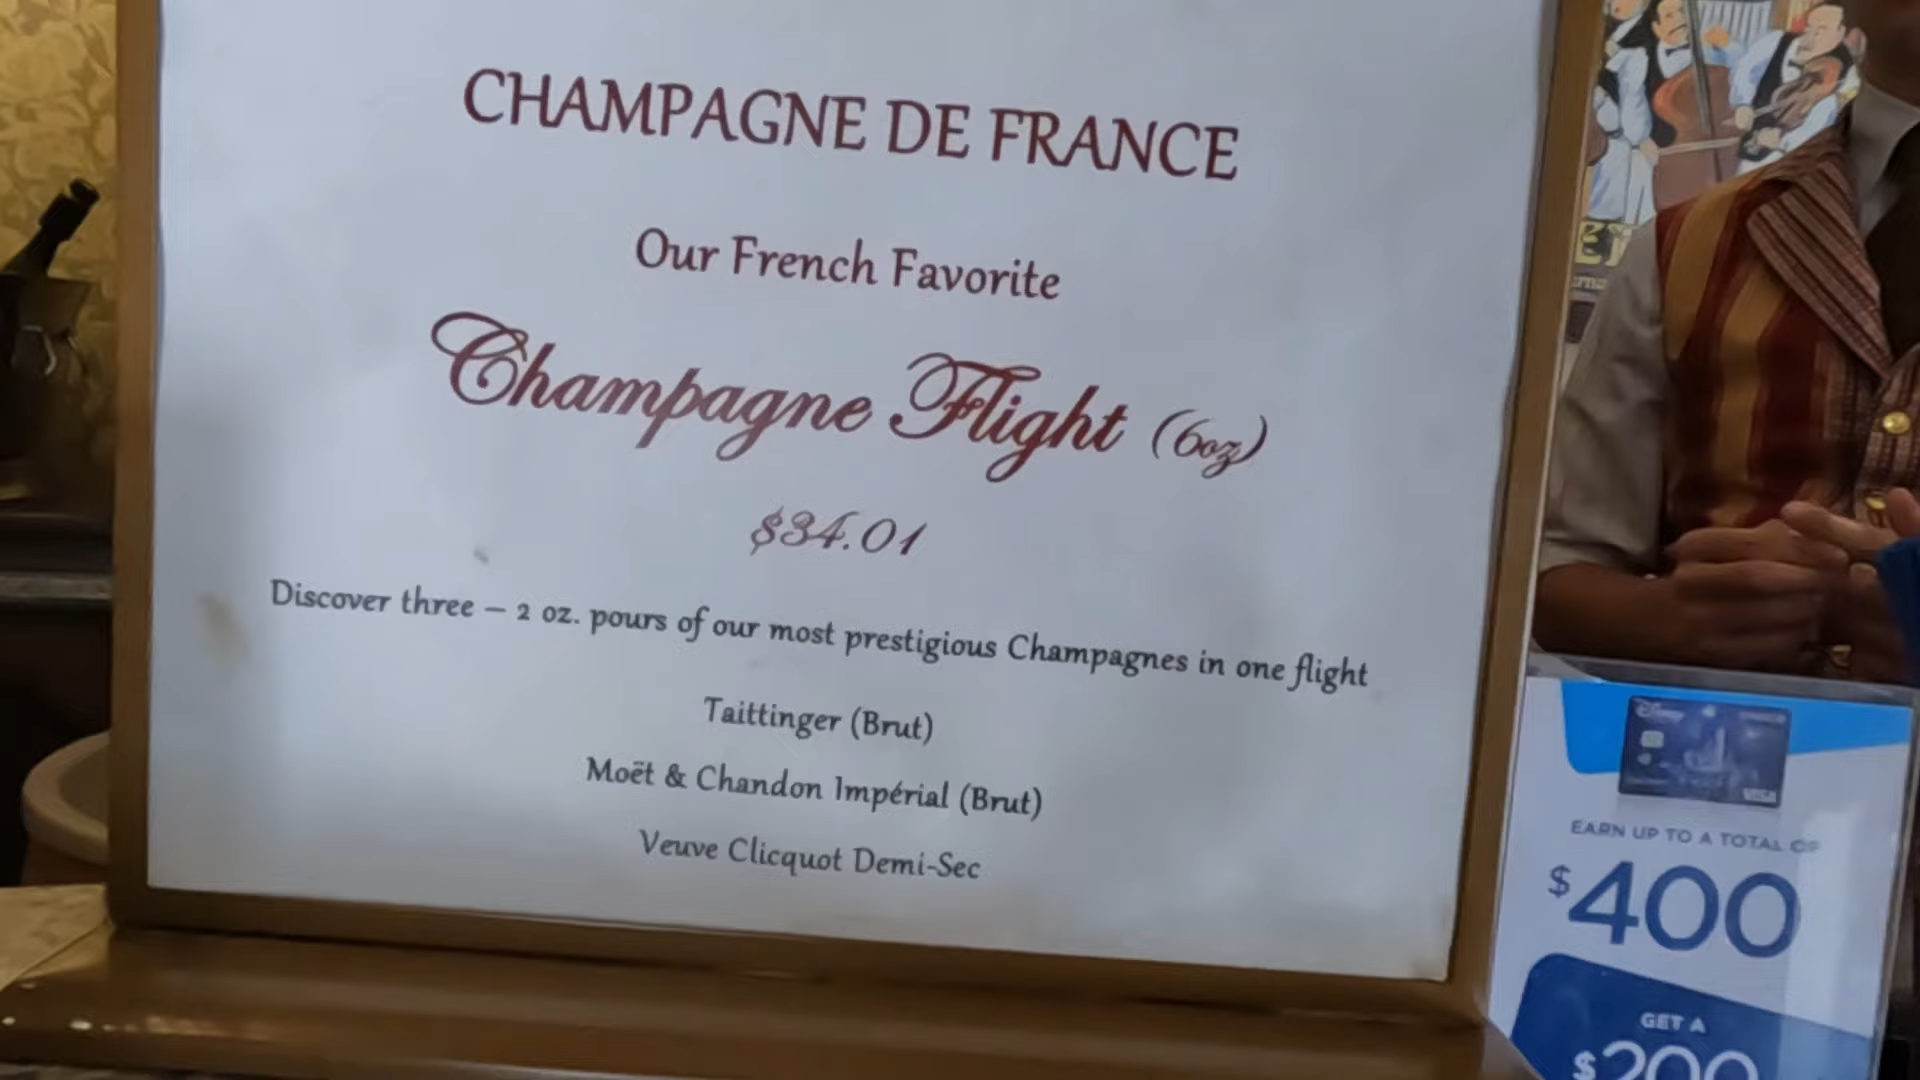 CHAMPAGNE DE FRANCE
Our French Favorite
Champagne Flight (6oz)
$34.01
Discover three – 2 oz. pours of our most prestigious Champagnes in one flight
Taittinger (Brut)
Moët & Chandon Impérial (Brut)
Veuve Clicquot Demi-Sec
Disney
VISA
EARN UP TO A TOTAL OF
$400
GET A
$200